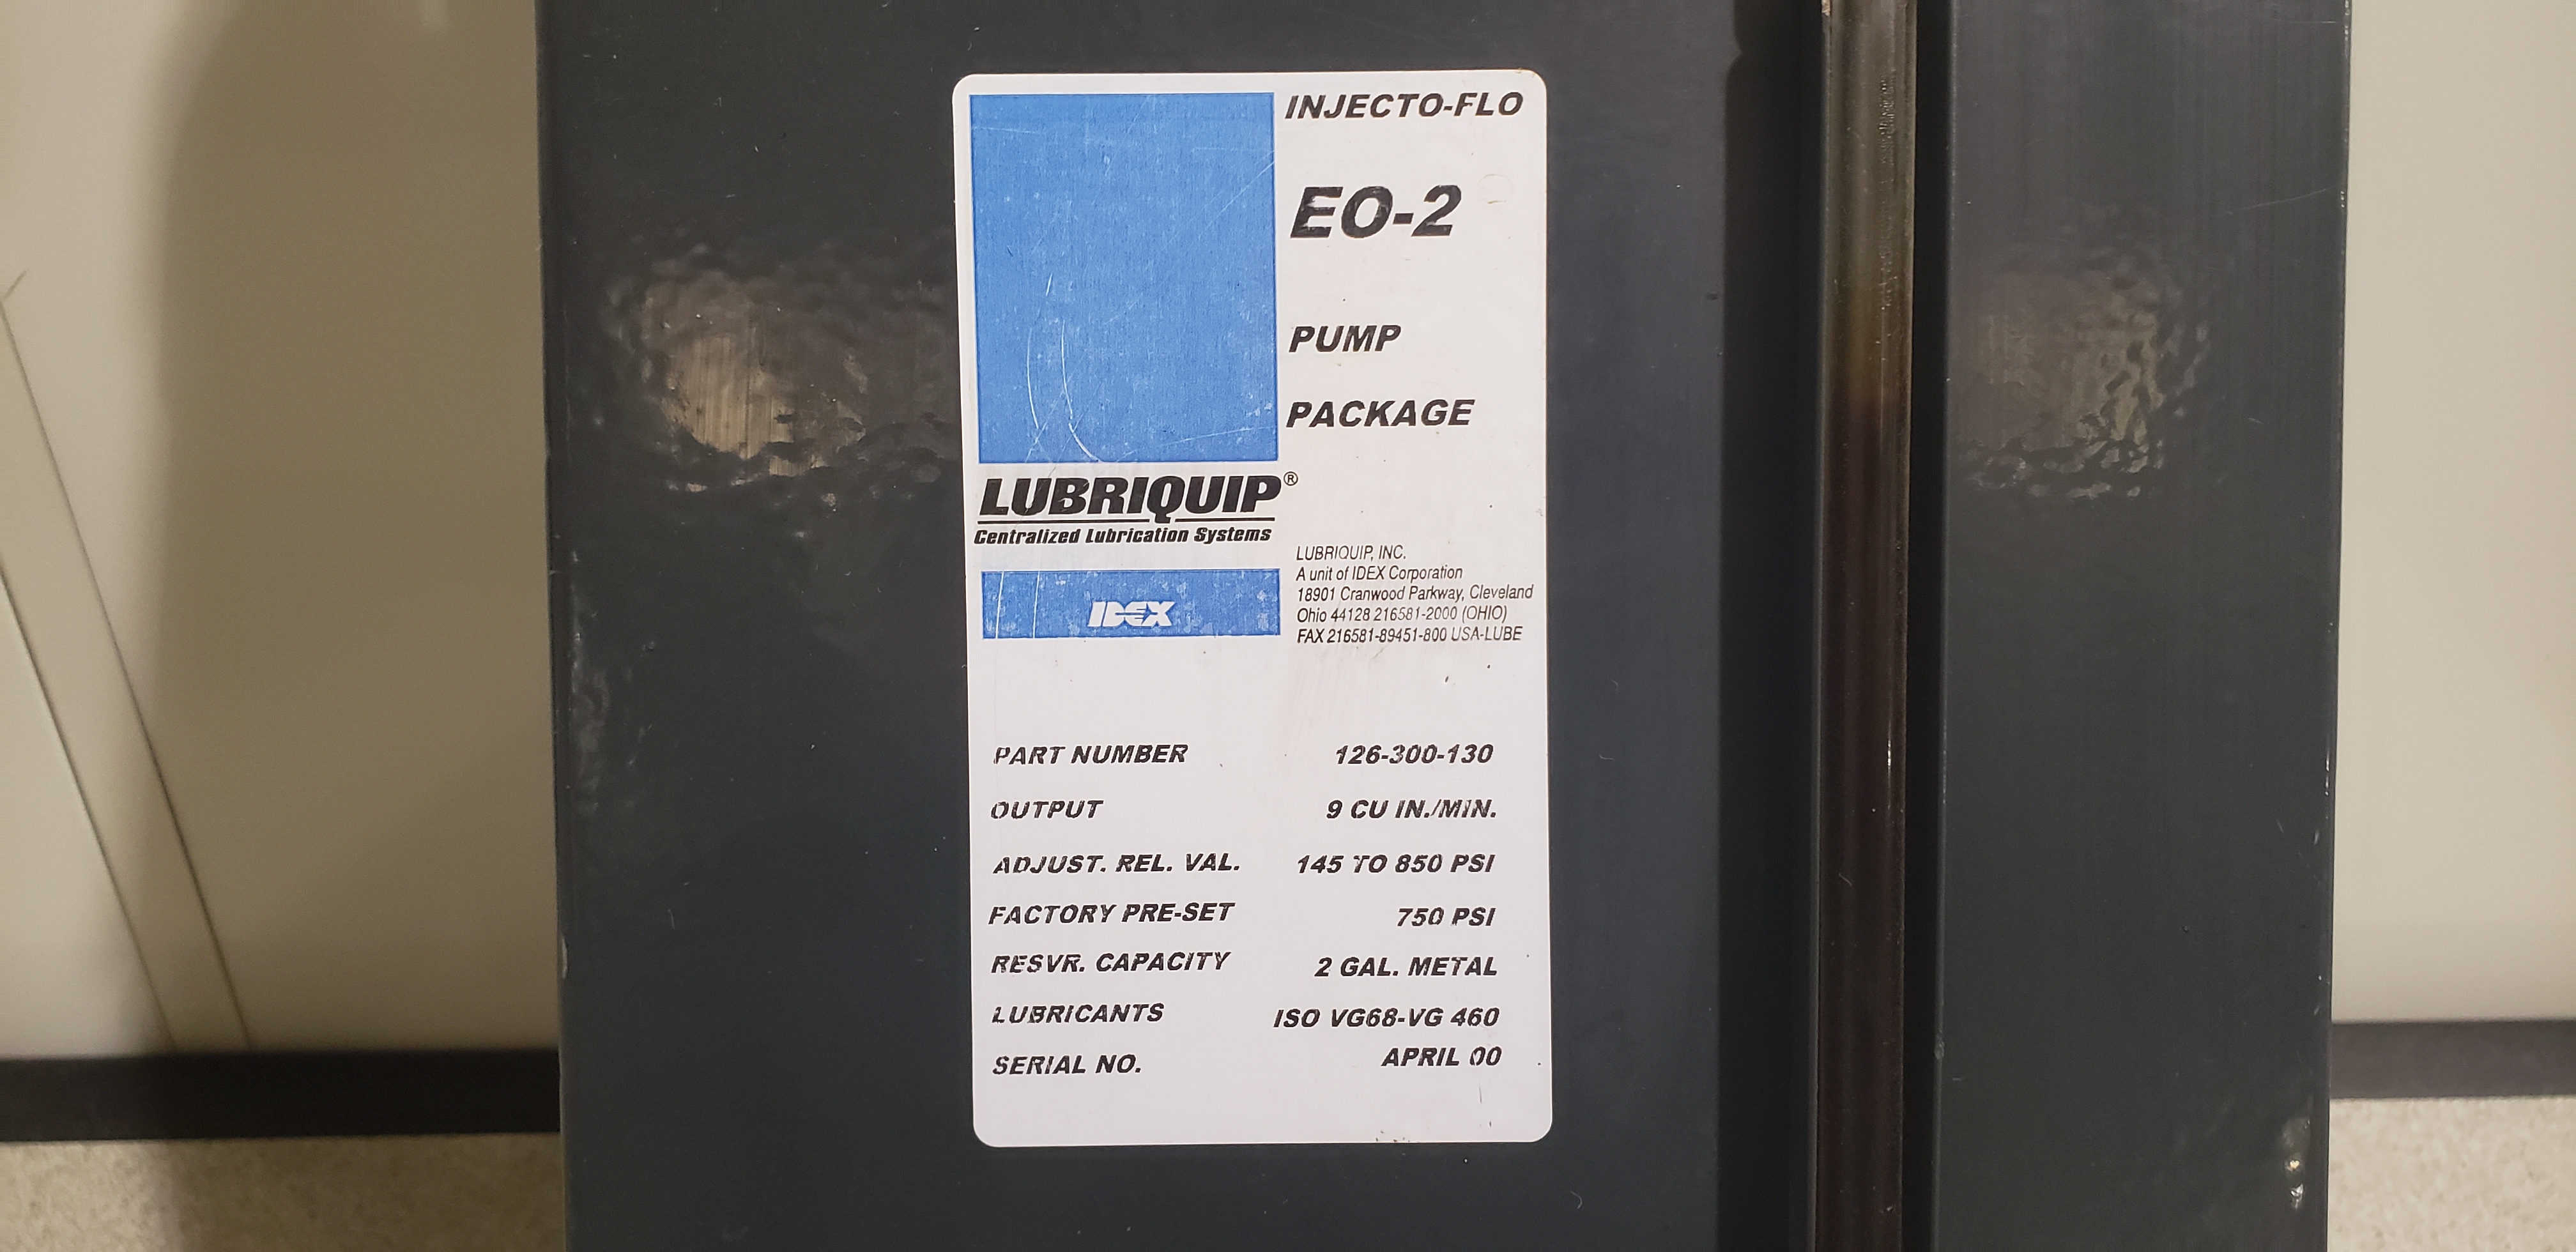 INJECTO-FLO
EO-2
PUMP
PACKAGE
LUBRIQUIP®
Centralized Lubrication Systems
IDEX
LUBRIQUIP, INC.
A unit of IDEX Corporation
18901 Cranwood Parkway, Cleveland
Ohio 44128 216581-2000 (OHIO)
FAX 216581-89451-800 USA-LUBE
PART NUMBER 126-300-130
OUTPUT 9 CU IN./MIN.
ADJUST. REL. VAL. 145 TO 850 PSI
FACTORY PRE-SET 750 PSI
RESVR. CAPACITY 2 GAL. METAL
LUBRICANTS ISO VG68-VG 460
SERIAL NO. APRIL 00